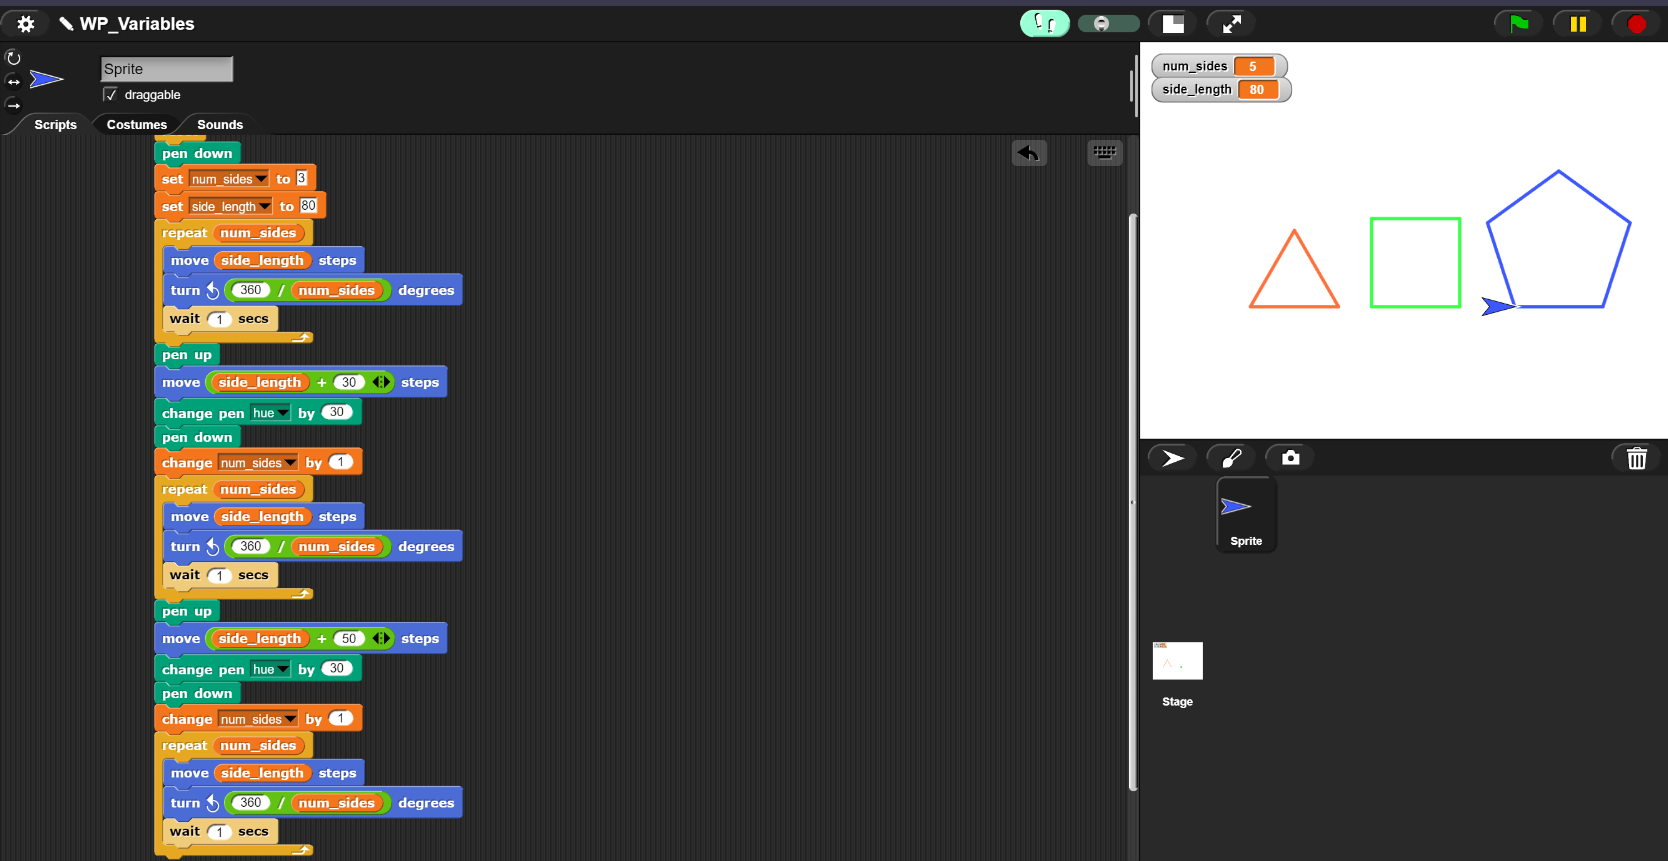 WP_Variables
Sprite
draggable
Scripts Costumes Sounds
pen down
set num_sides to 3
set side_length to 80
repeat num_sides
move side_length steps
turn 360 / num_sides degrees
wait 1 secs
pen up
move side_length + 30 steps
change pen hue by 30
pen down
change num_sides by 1
repeat num_sides
move side_length steps
turn 360 / num_sides degrees
wait 1 secs
pen up
move side_length + 50 steps
change pen hue by 30
pen down
change num_sides by 1
repeat num_sides
move side_length steps
turn 360 / num_sides degrees
wait 1 secs
num_sides 5
side_length 80
Sprite
Stage